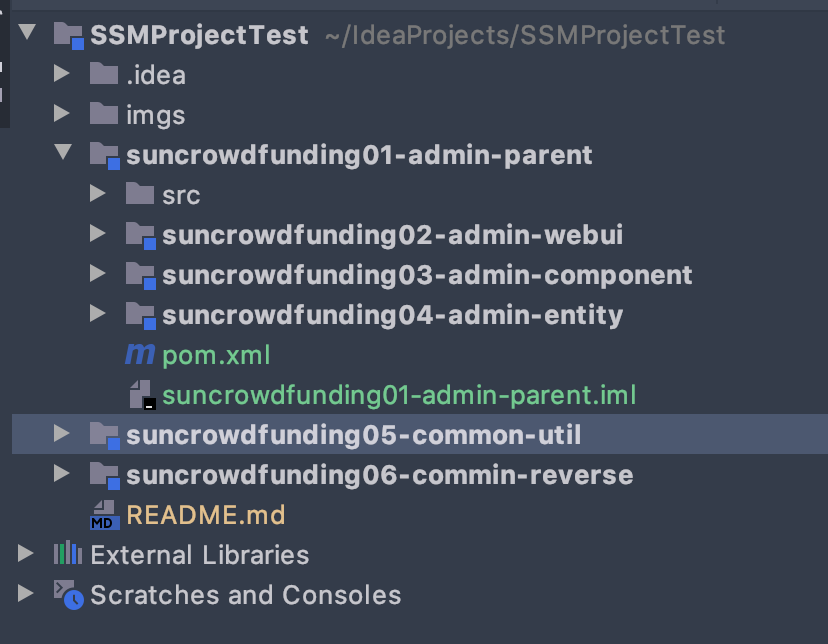 SSMProjectTest ~/IdeaProjects/SSMProjectTest
.idea
imgs
suncrowdfunding01-admin-parent
src
suncrowdfunding02-admin-webui
suncrowdfunding03-admin-component
suncrowdfunding04-admin-entity
m pom.xml
suncrowdfunding01-admin-parent.iml
suncrowdfunding05-common-util
suncrowdfunding06-commin-reverse
MD README.md
External Libraries
Scratches and Consoles